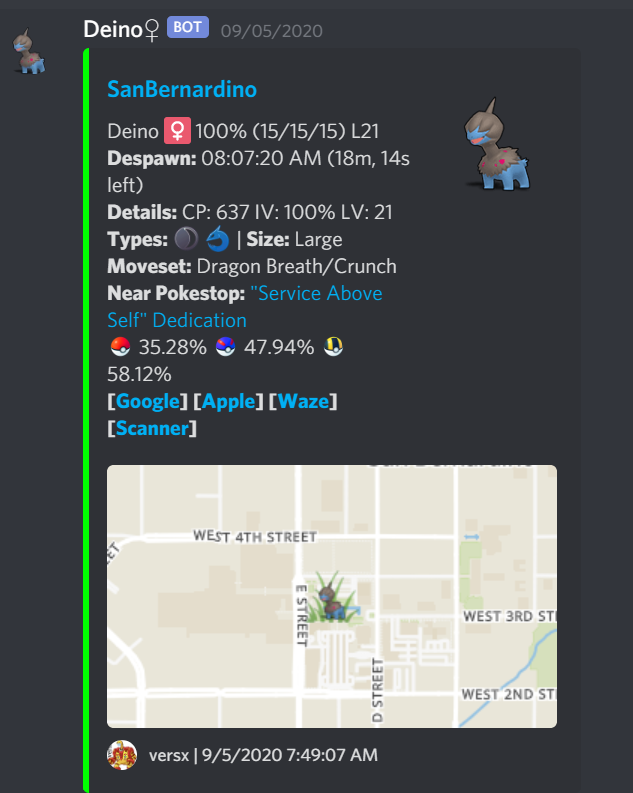 Deino♀ BOT 09/05/2020
SanBernardino
Deino ♀ 100% (15/15/15) L21
Despawn: 08:07:20 AM (18m, 14s
left)
Details: CP: 637 IV: 100% LV: 21
Types: | Size: Large
Moveset: Dragon Breath/Crunch
Near Pokestop: "Service Above
Self" Dedication
35.28% 47.94%
58.12%
[Google] [Apple] [Waze]
[Scanner]
WEST 4TH STREET
E STREET
WEST 3RD ST
D STREET
WEST 2ND ST
versx | 9/5/2020 7:49:07 AM